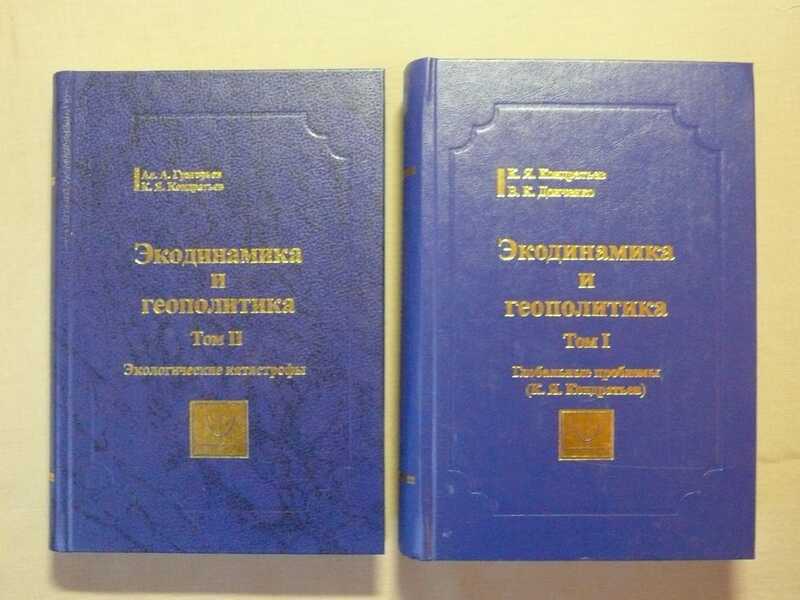 Ал. А. Григорьев
К. Я. Кондратьев
Экодинамика
и
геополитика
Том II
Экологические катастрофы
К. Я. Кондратьев
В. К. Донченко
Экодинамика
и
геополитика
Том I
Глобальные проблемы
(К. Я. Кондратьев)